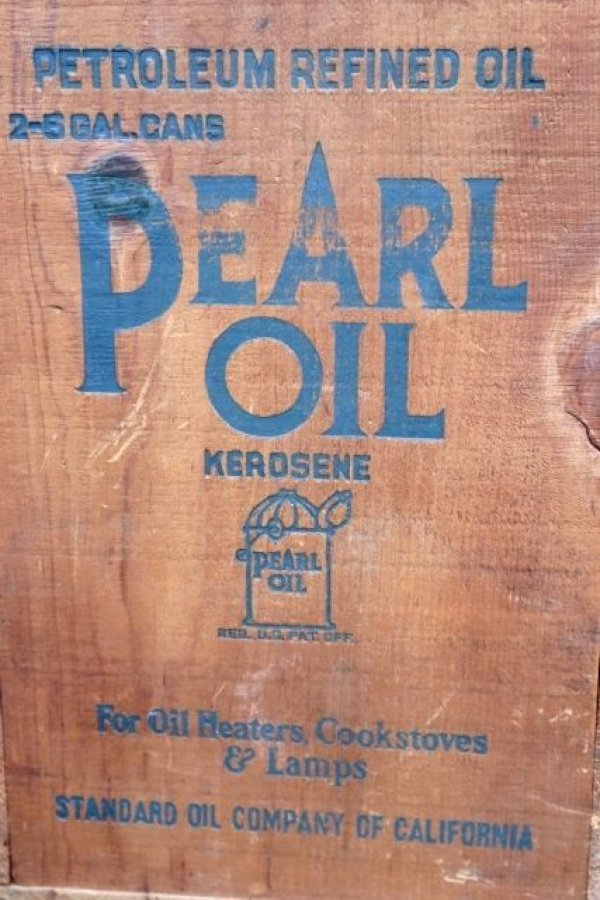 PETROLEUM REFINED OIL
2-5 GAL. CANS
PEARL
OIL
KEROSENE
PEARL
OIL
REG. U.S. PAT. OFF.
For Oil Heaters, Cookstoves
& Lamps
STANDARD OIL COMPANY OF CALIFORNIA